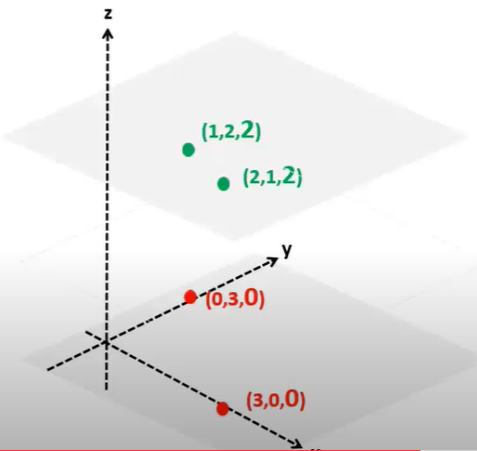 z
(1,2,2)
(2,1,2)
y
(0,3,0)
(3,0,0)